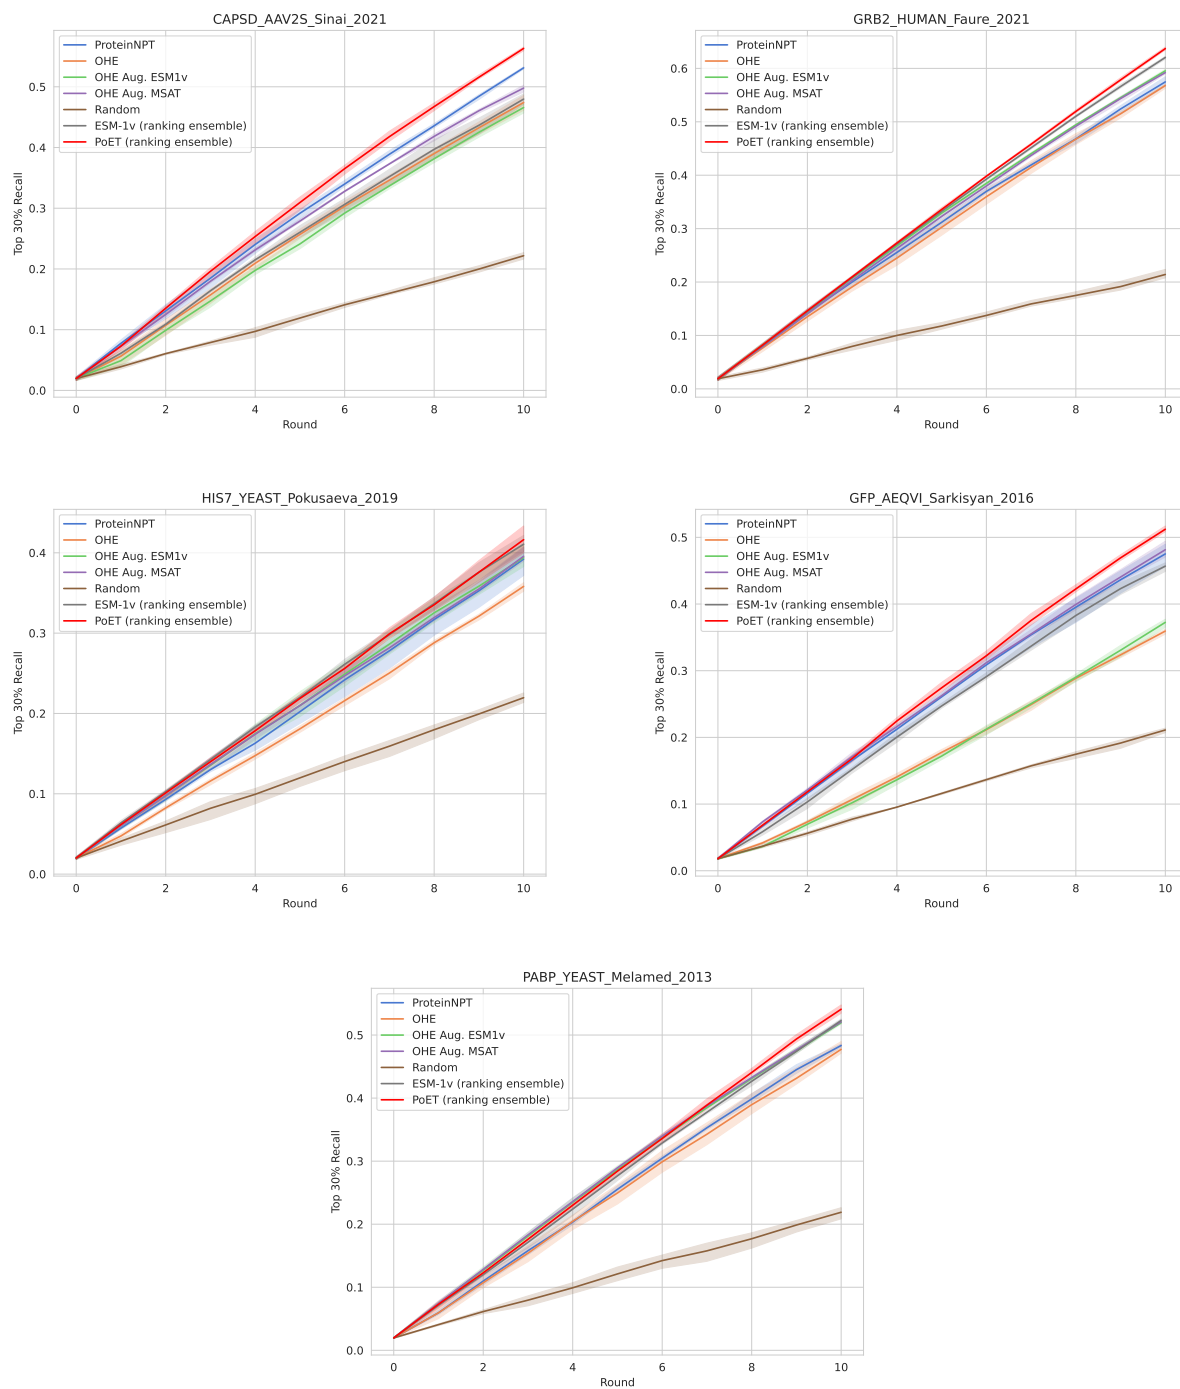 CAPSD_AAV2S_Sinai_2021
ProteinNPT
OHE
OHE Aug. ESM1v
OHE Aug. MSAT
Random
ESM-1v (ranking ensemble)
PoET (ranking ensemble)
Top 30% Recall
0.5
0.4
0.3
0.2
0.1
0.0
0 2 4 6 8 10
Round
GRB2_HUMAN_Faure_2021
ProteinNPT
OHE
OHE Aug. ESM1v
OHE Aug. MSAT
Random
ESM-1v (ranking ensemble)
PoET (ranking ensemble)
Top 30% Recall
0.6
0.5
0.4
0.3
0.2
0.1
0.0
0 2 4 6 8 10
Round
HIS7_YEAST_Pokusaeva_2019
ProteinNPT
OHE
OHE Aug. ESM1v
OHE Aug. MSAT
Random
ESM-1v (ranking ensemble)
PoET (ranking ensemble)
Top 30% Recall
0.4
0.3
0.2
0.1
0.0
0 2 4 6 8 10
Round
GFP_AEQVI_Sarkisyan_2016
ProteinNPT
OHE
OHE Aug. ESM1v
OHE Aug. MSAT
Random
ESM-1v (ranking ensemble)
PoET (ranking ensemble)
Top 30% Recall
0.5
0.4
0.3
0.2
0.1
0.0
0 2 4 6 8 10
Round
PABP_YEAST_Melamed_2013
ProteinNPT
OHE
OHE Aug. ESM1v
OHE Aug. MSAT
Random
ESM-1v (ranking ensemble)
PoET (ranking ensemble)
Top 30% Recall
0.5
0.4
0.3
0.2
0.1
0.0
0 2 4 6 8 10
Round